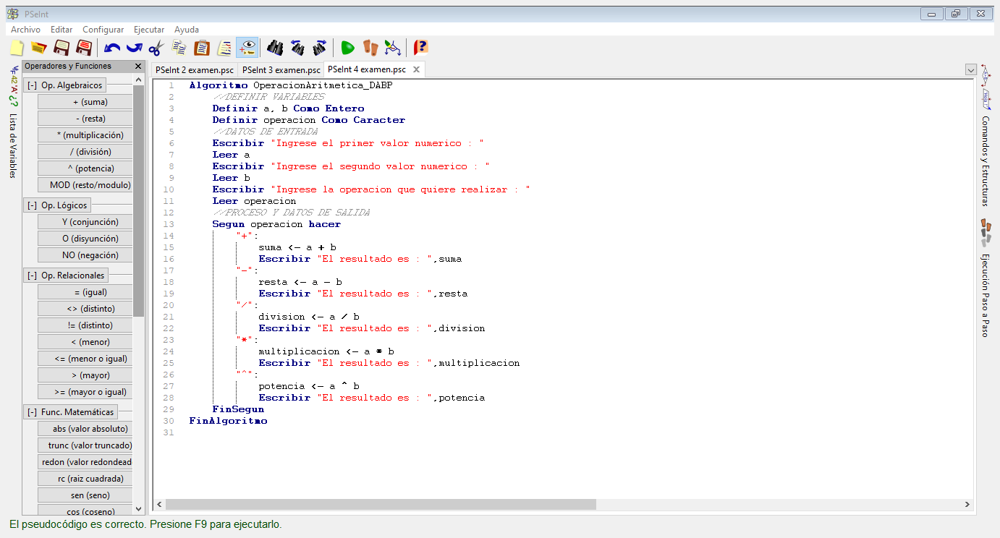 PSeInt
Archivo Editar Configurar Ejecutar Ayuda
Operadores y Funciones
[-] Op. Algebraicos
+ (suma)
- (resta)
* (multiplicación)
/ (división)
^ (potencia)
MOD (resto/modulo)
[-] Op. Lógicos
Y (conjunción)
O (disyunción)
NO (negación)
[-] Op. Relacionales
= (igual)
<> (distinto)
!= (distinto)
< (menor)
<= (menor o igual)
> (mayor)
>= (mayor o igual)
[-] Func. Matemáticas
abs (valor absoluto)
trunc (valor truncado)
redon (valor redondead
rc (raiz cuadrada)
sen (seno)
cos (coseno)
Lista de Variables
PSeInt 2 examen.psc PSeInt 3 examen.psc PSeInt 4 examen.psc
1 Algoritmo OperacionAritmetica_DABP
2 //DEFINIR VARIABLES
3 Definir a, b Como Entero
4 Definir operacion Como Caracter
5 //DATOS DE ENTRADA
6 Escribir "Ingrese el primer valor numerico : "
7 Leer a
8 Escribir "Ingrese el segundo valor numerico : "
9 Leer b
10 Escribir "Ingrese la operacion que quiere realizar : "
11 Leer operacion
12 //PROCESO Y DATOS DE SALIDA
13 Segun operacion hacer
14 "+":
15 suma <- a + b
16 Escribir "El resultado es : ",suma
17 "-":
18 resta <- a - b
19 Escribir "El resultado es : ",resta
20 "/":
21 division <- a / b
22 Escribir "El resultado es : ",division
23 "*":
24 multiplicacion <- a * b
25 Escribir "El resultado es : ",multiplicacion
26 "^":
27 potencia <- a ^ b
28 Escribir "El resultado es : ",potencia
29 FinSegun
30 FinAlgoritmo
31
Comandos y Estructuras
Ejecución Paso a Paso
El pseudocódigo es correcto. Presione F9 para ejecutarlo.